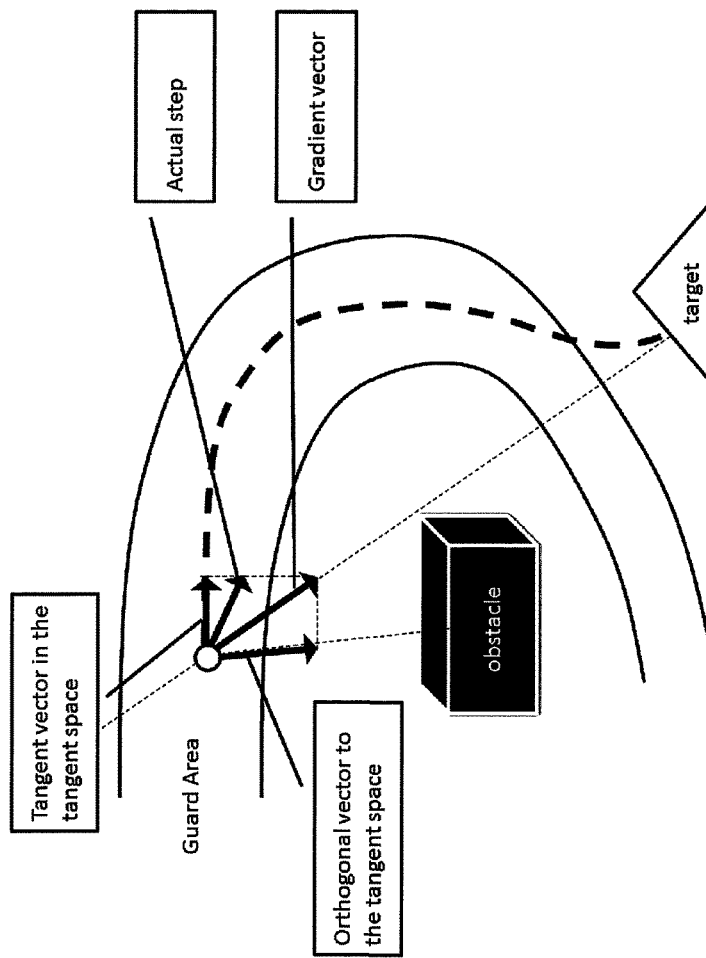 Tangent vector in the
tangent space
Actual step
Gradient vector
Guard Area
Orthogonal vector to
the tangent space
obstacle
target